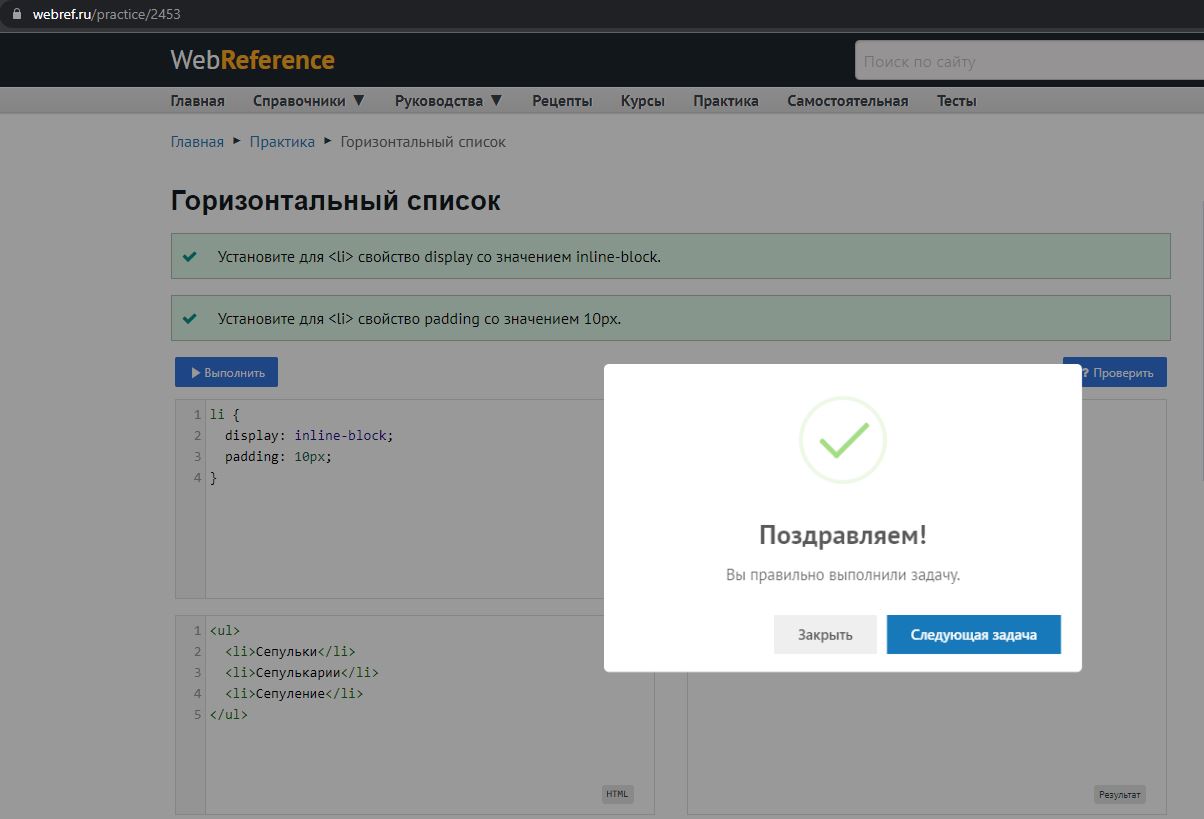 webref.ru/practice/2453
WebReference
Поиск по сайту
Главная Справочники ▼ Руководства ▼ Рецепты Курсы Практика Самостоятельная Тесты
Главная ► Практика ► Горизонтальный список
Горизонтальный список
Установите для <li> свойство display со значением inline-block.
Установите для <li> свойство padding со значением 10px.
Выполнить
? Проверить
1 li {
2 display: inline-block;
3 padding: 10px;
4 }
Поздравляем!
Вы правильно выполнили задачу.
Закрыть Следующая задача
1 <ul>
2 <li>Сепульки</li>
3 <li>Сепулькарии</li>
4 <li>Сепуление</li>
5 </ul>
HTML
Результат